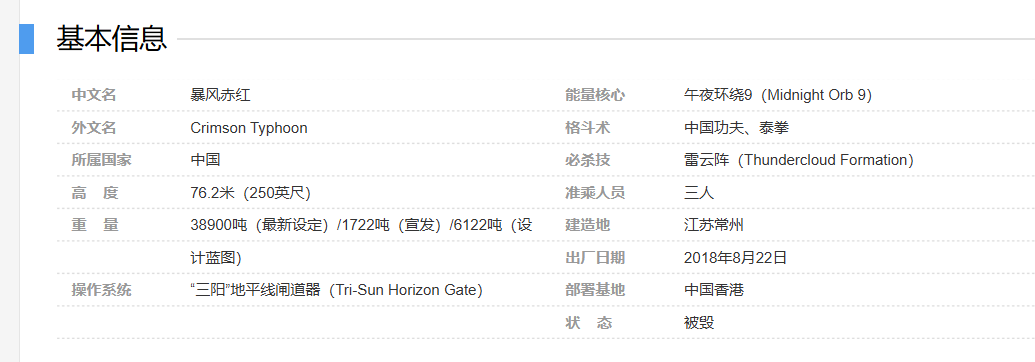 基本信息
中文名 暴风赤红
外文名 Crimson Typhoon
所属国家 中国
高 度 76.2米（250英尺）
重 量 38900吨（最新设定）/1722吨（宣发）/6122吨（设
计蓝图）
操作系统 “三阳”地平线闸道器（Tri-Sun Horizon Gate）
能量核心 午夜环绕9（Midnight Orb 9）
格斗术 中国功夫、泰拳
必杀技 雷云阵（Thundercloud Formation）
准乘人员 三人
建造地 江苏常州
出厂日期 2018年8月22日
部署基地 中国香港
状 态 被毁